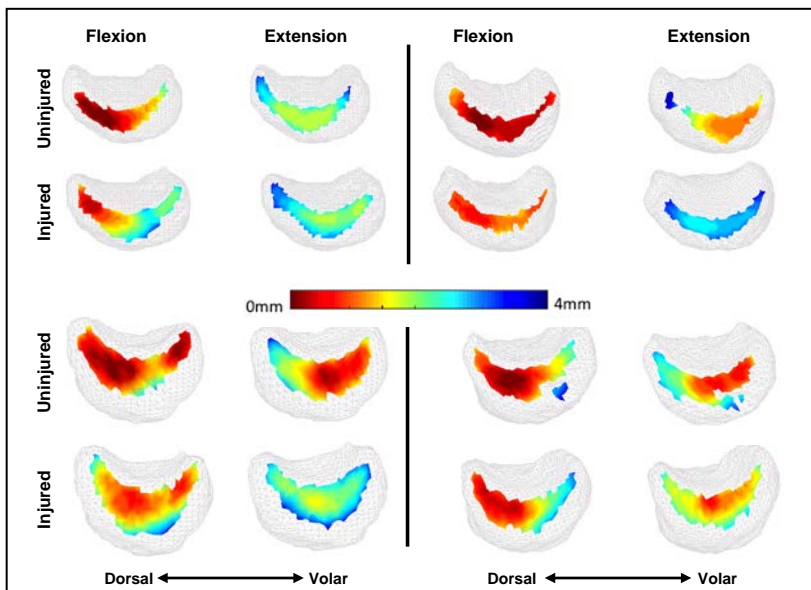 Flexion Extension Flexion Extension
Uninjured
Injured
0mm 4mm
Uninjured
Injured
Dorsal Volar Dorsal Volar